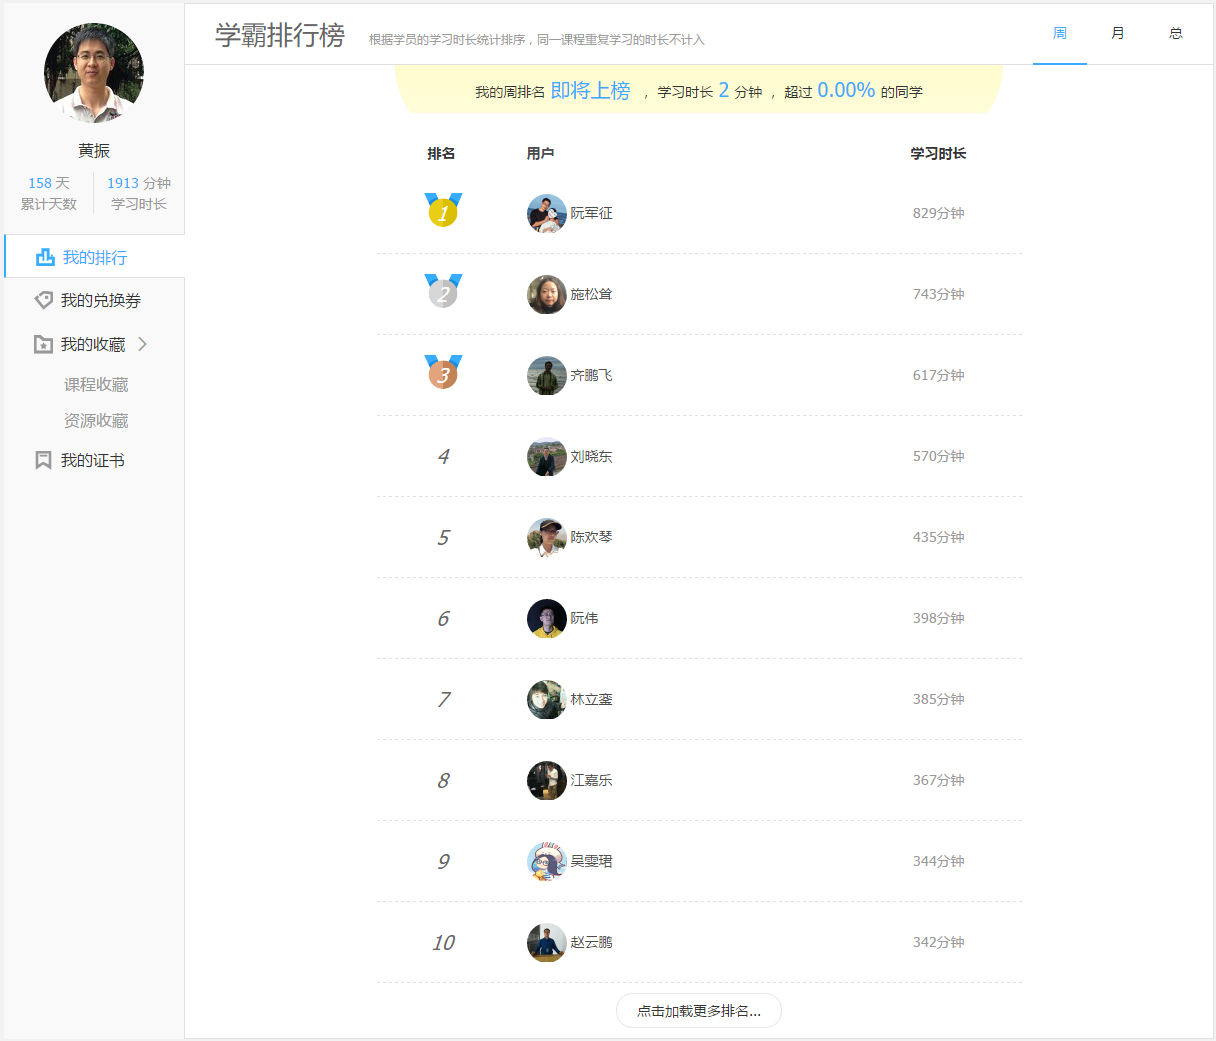 黄振
158 天
累计天数
1913 分钟
学习时长
我的排行
我的兑换券
我的收藏
课程收藏
资源收藏
我的证书
学霸排行榜 根据学员的学习时长统计排序，同一课程重复学习的时长不计入
周 月 总
我的周排名 即将上榜 ，学习时长 2 分钟 ，超过 0.00% 的同学
排名 用户 学习时长
1 阮军征 829分钟
2 施松耸 743分钟
3 齐鹏飞 617分钟
4 刘晓东 570分钟
5 陈欢琴 435分钟
6 阮伟 398分钟
7 林立銮 385分钟
8 江嘉乐 367分钟
9 吴雯珺 344分钟
10 赵云鹏 342分钟
点击加载更多排名...